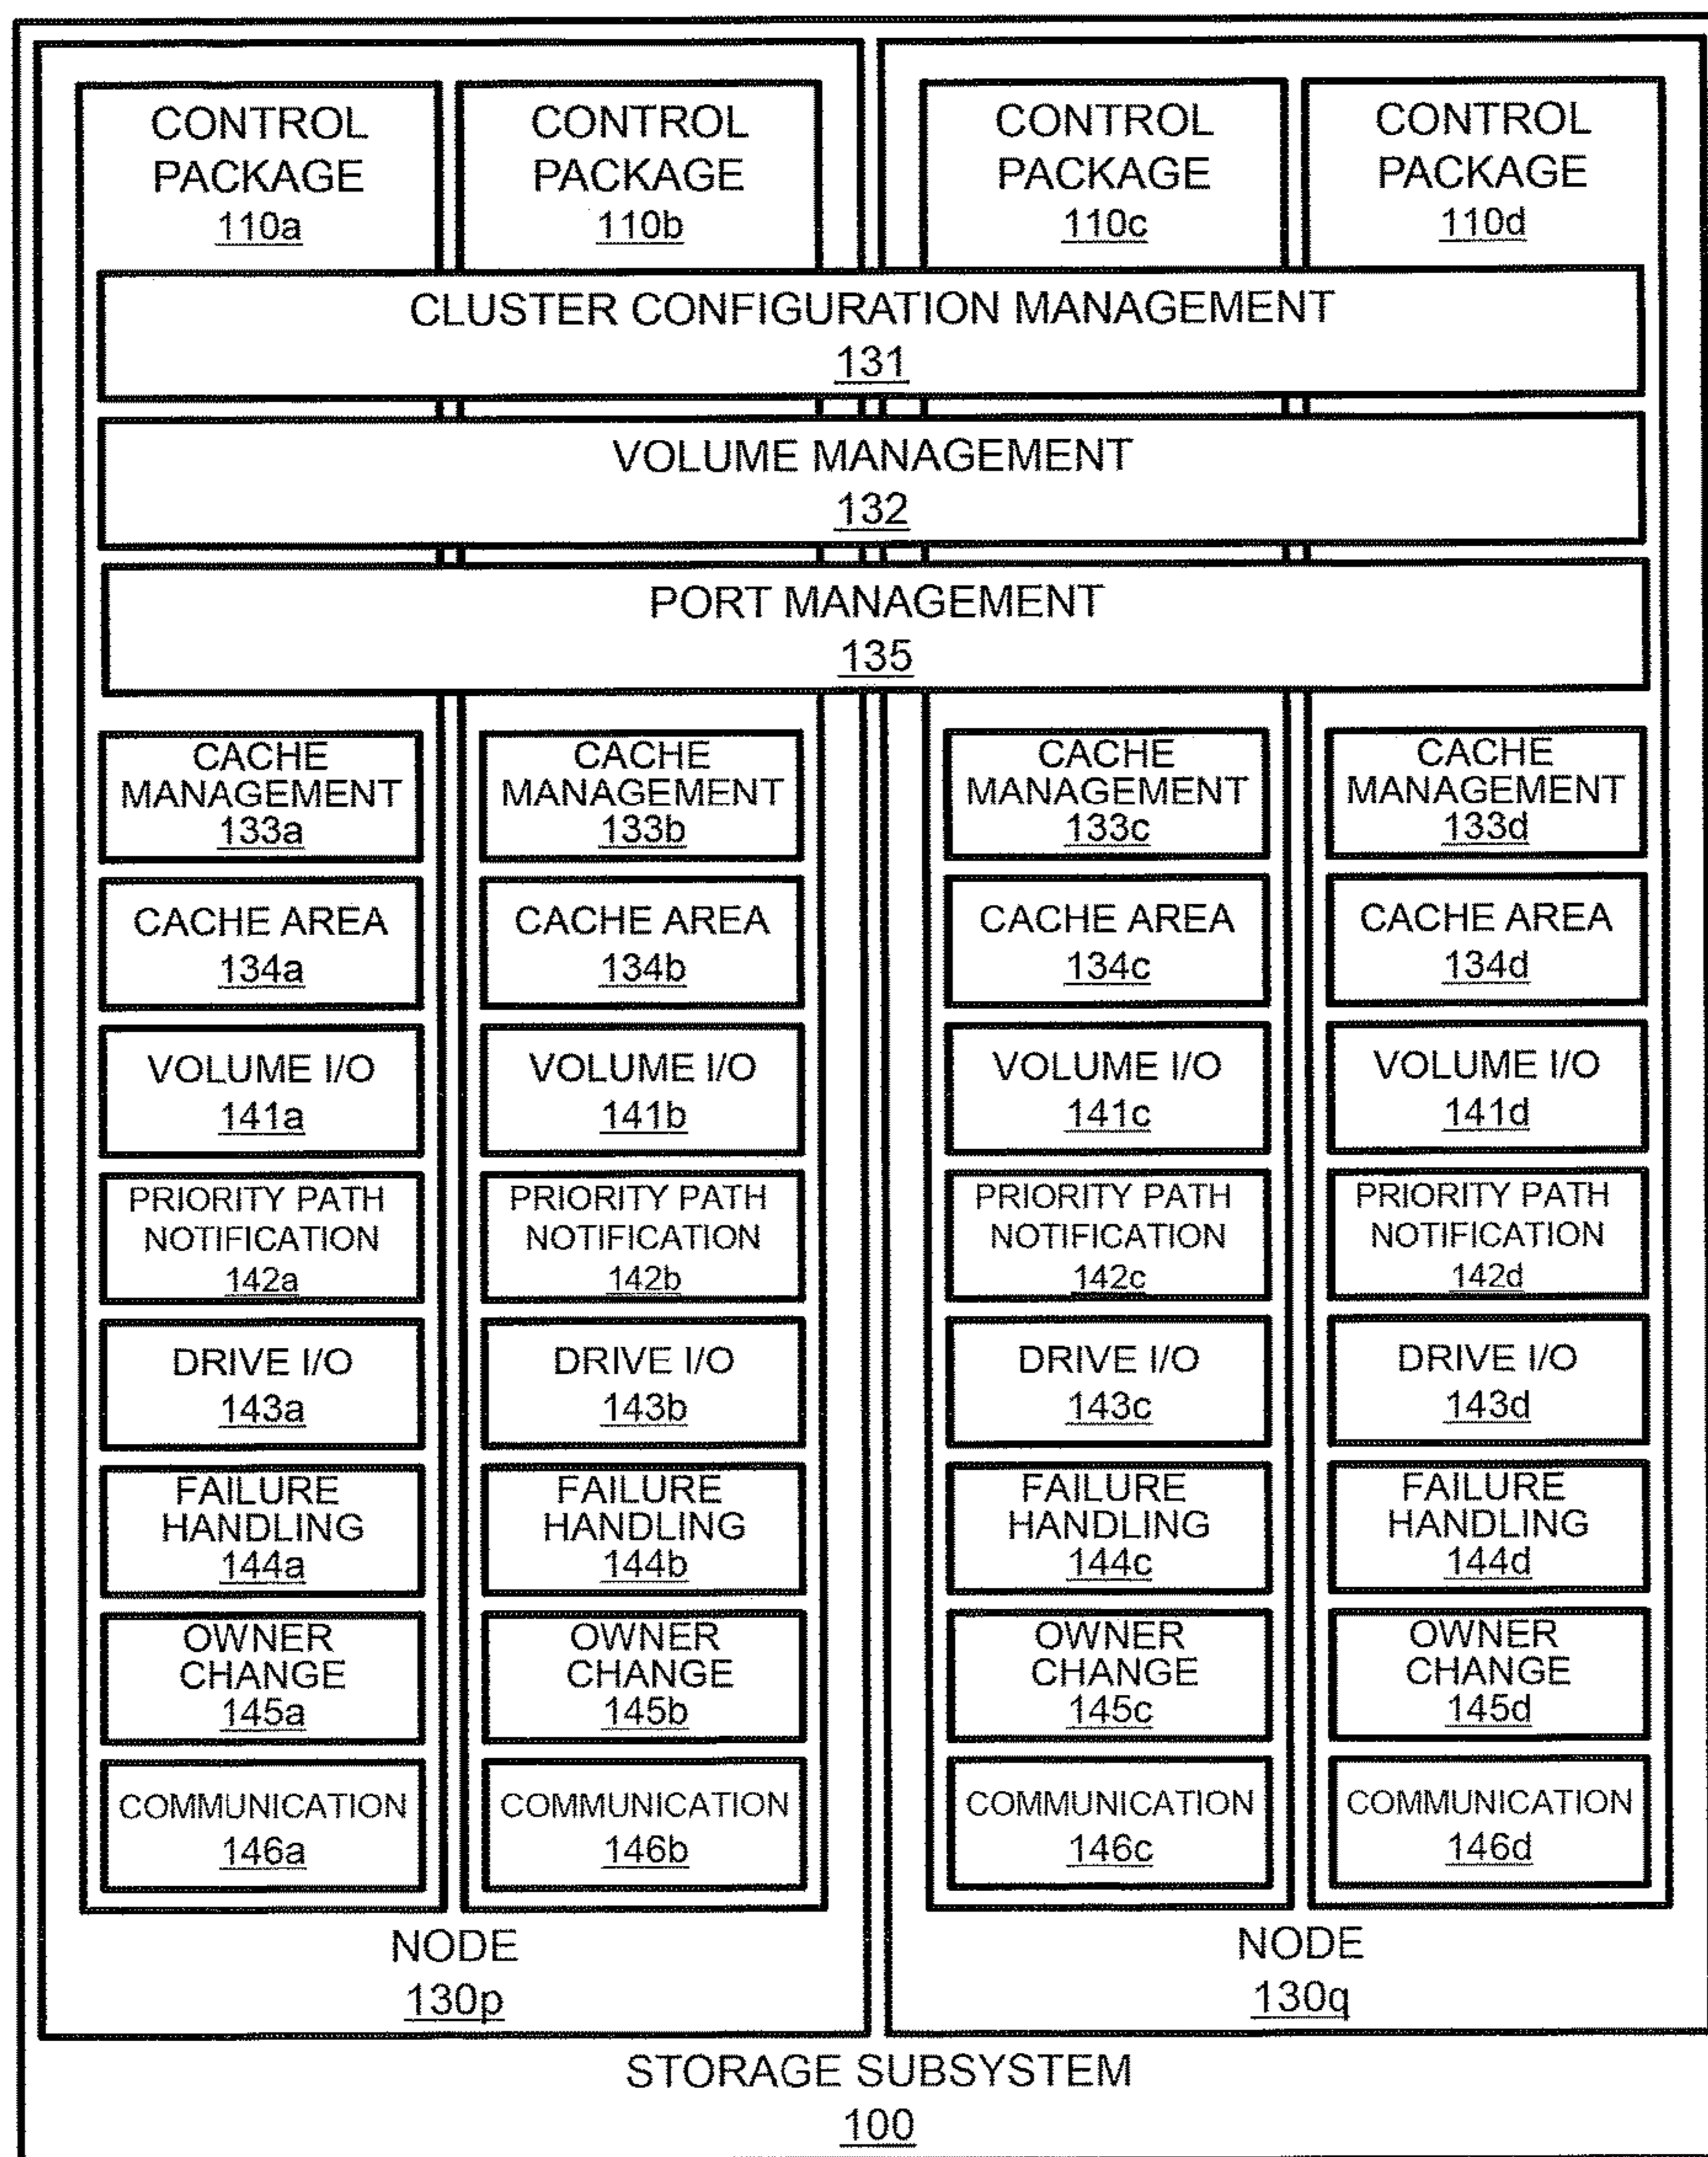 CONTROL
PACKAGE
110a
CONTROL
PACKAGE
110b
CONTROL
PACKAGE
110c
CONTROL
PACKAGE
110d
CLUSTER CONFIGURATION MANAGEMENT
131
VOLUME MANAGEMENT
132
PORT MANAGEMENT
135
CACHE
MANAGEMENT
133a
CACHE
MANAGEMENT
133b
CACHE
MANAGEMENT
133c
CACHE
MANAGEMENT
133d
CACHE AREA
134a
CACHE AREA
134b
CACHE AREA
134c
CACHE AREA
134d
VOLUME I/O
141a
VOLUME I/O
141b
VOLUME I/O
141c
VOLUME I/O
141d
PRIORITY PATH
NOTIFICATION
142a
PRIORITY PATH
NOTIFICATION
142b
PRIORITY PATH
NOTIFICATION
142c
PRIORITY PATH
NOTIFICATION
142d
DRIVE I/O
143a
DRIVE I/O
143b
DRIVE I/O
143c
DRIVE I/O
143d
FAILURE
HANDLING
144a
FAILURE
HANDLING
144b
FAILURE
HANDLING
144c
FAILURE
HANDLING
144d
OWNER
CHANGE
145a
OWNER
CHANGE
145b
OWNER
CHANGE
145c
OWNER
CHANGE
145d
COMMUNICATION
146a
COMMUNICATION
146b
COMMUNICATION
146c
COMMUNICATION
146d
NODE
130p
NODE
130q
STORAGE SUBSYSTEM
100